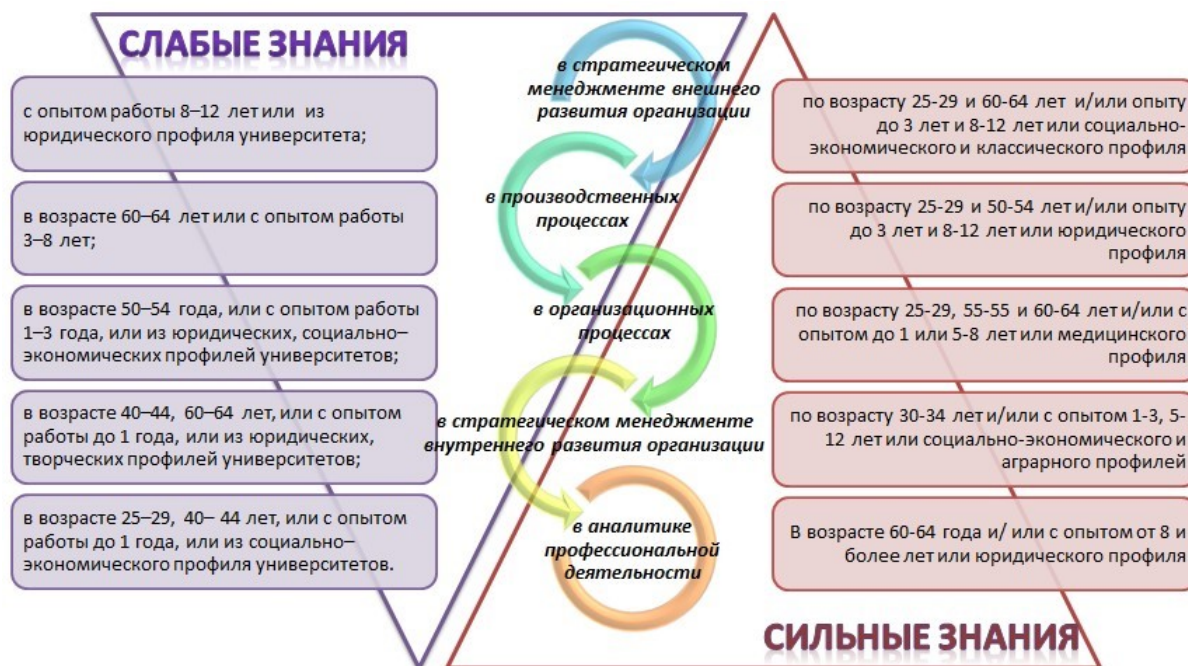 СЛАБЫЕ ЗНАНИЯ
с опытом работы 8–12 лет или из
юридического профиля университета;
в возрасте 60–64 лет или с опытом работы
3–8 лет;
в возрасте 50–54 года, или с опытом работы
1–3 года, или из юридических, социально–
экономических профилей университетов;
в возрасте 40–44, 60–64 лет, или с опытом
работы до 1 года, или из юридических,
творческих профилей университетов;
в возрасте 25–29, 40– 44 лет, или с опытом
работы до 1 года, или из социально–
экономического профиля университетов.
в стратегическом
менеджменте внешнего
развития организации
в производственных
процессах
в организационных
процессах
в стратегическом менеджменте
внутреннего развития организации
в аналитике
профессиональной
деятельности
по возрасту 25-29 и 60-64 лет и/или опыту
до 3 лет и 8-12 лет или социально-
экономического и классического профиля
по возрасту 25-29 и 50-54 лет и/или опыту
до 3 лет и 8-12 лет или юридического
профиля
по возрасту 25-29, 55-55 и 60-64 лет и/или с
опытом до 1 или 5-8 лет или медицинского
профиля
по возрасту 30-34 лет и/или с опытом 1-3, 5-
12 лет или социально-экономического и
аграрного профилей
В возрасте 60-64 года и/ или с опытом от 8 и
более лет или юридического профиля
СИЛЬНЫЕ ЗНАНИЯ